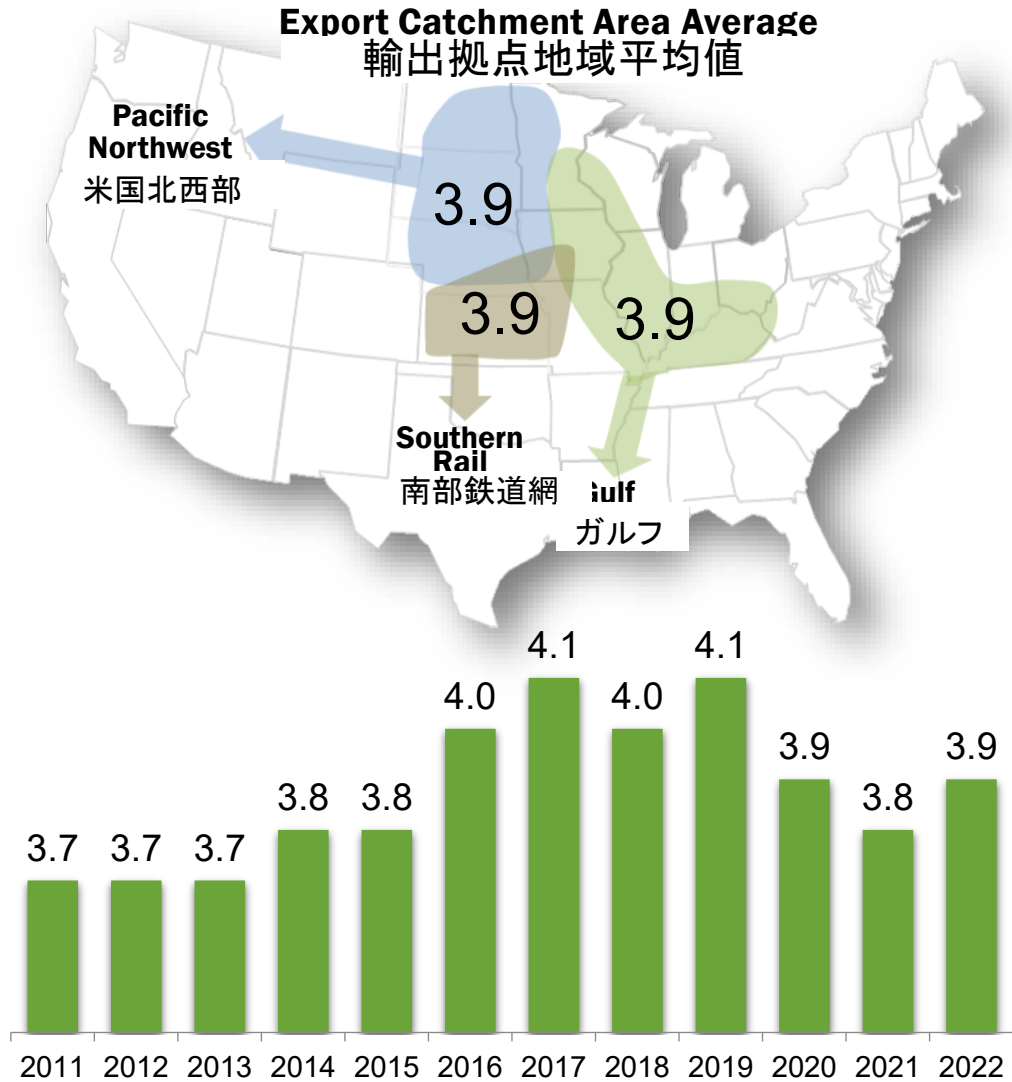 Export Catchment Area Average
輸出拠点地域平均値
Pacific
Northwest
米国北西部
3.9
3.9
3.9
Southern
Rail
南部鉄道網
Gulf
ガルフ
3.7
3.7
3.7
3.8
3.8
4.0
4.1
4.0
4.1
3.9
3.8
3.9
2011 2012 2013 2014 2015 2016 2017 2018 2019 2020 2021 2022